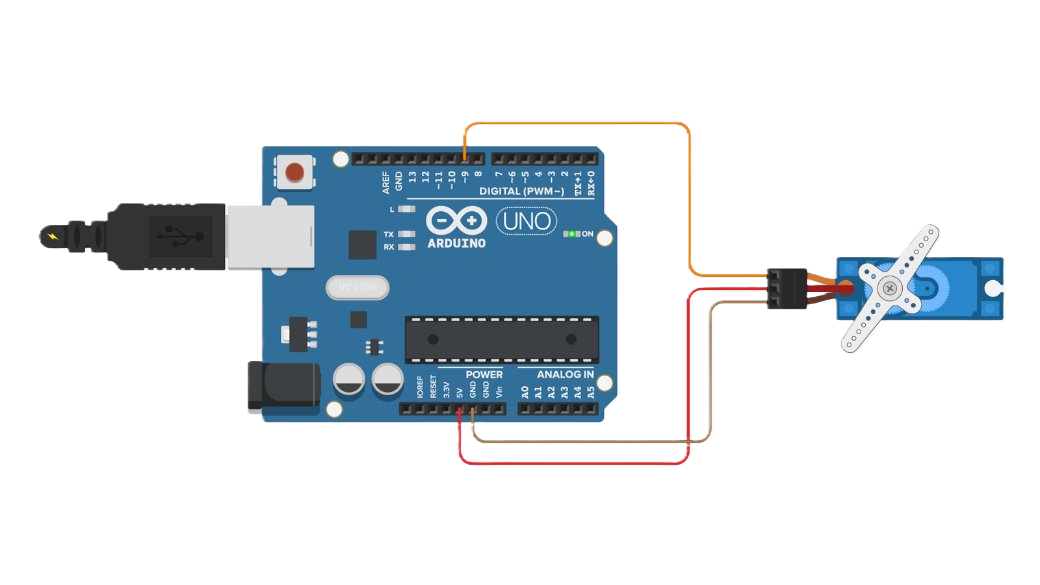 AREF
GND
13
12
~11
~10
~9
8
7
~6
~5
4
~3
2
TX→1
RX←0
DIGITAL (PWM~)
L
TX
RX
ARDUINO
UNO
ON
SPK16.000G
POWER
ANALOG IN
IOREF
RESET
3.3V
5V
GND
GND
Vin
A0
A1
A2
A3
A4
A5